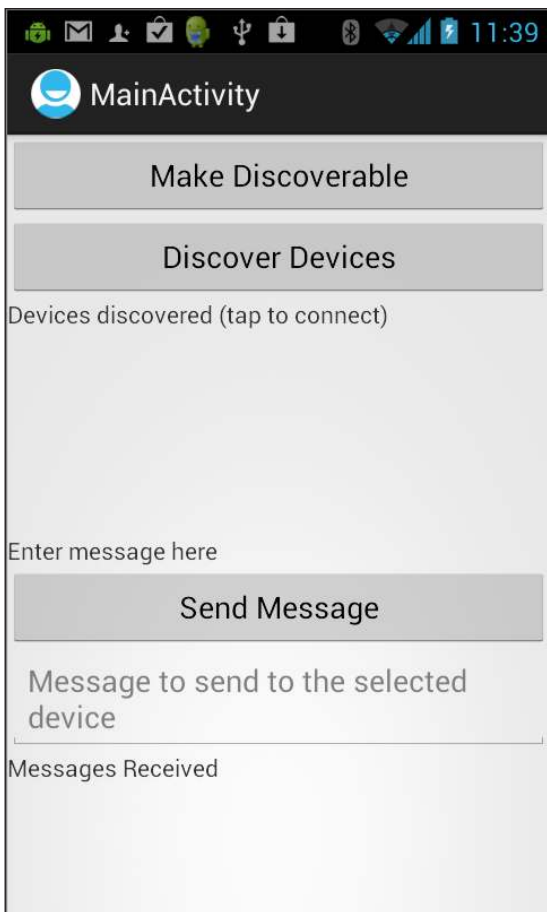 11:39
MainActivity
Make Discoverable
Discover Devices
Devices discovered (tap to connect)
Enter message here
Send Message
Message to send to the selected
device
Messages Received